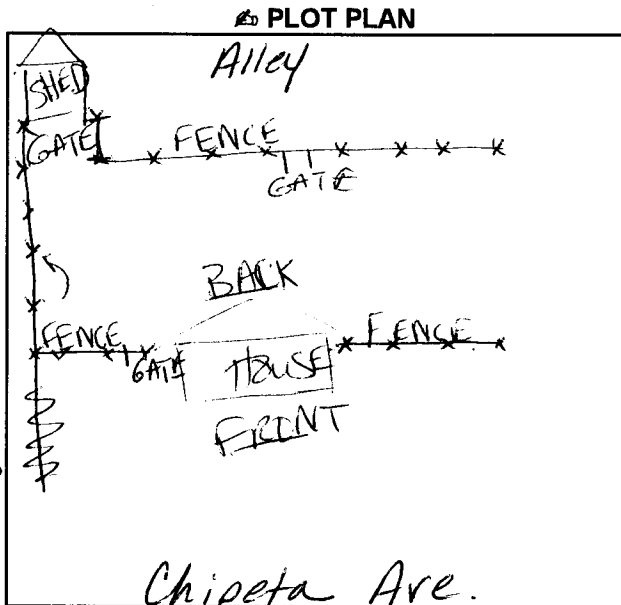 ✍ PLOT PLAN
Alley
SHED
GATE
FENCE
GATE
BACK
FENCE
GATE
HOUSE
FENCE
FRONT
Chipeta Ave.